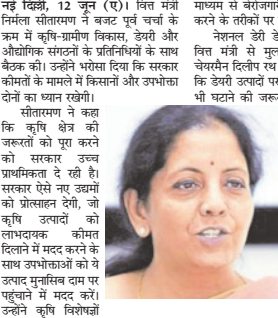 नई दिल्ली, 12 जून (ए)। वित्त मंत्री
निर्मला सीतारमण ने बजट पूर्व चर्चा के
क्रम में कृषि-ग्रामीण विकास, डेयरी और
औद्योगिक संगठनों के प्रतिनिधियों के साथ
बैठक की। उन्होंने भरोसा दिया कि सरकार
कीमतों के मामले में किसानों और उपभोक्ता
दोनों का ध्यान रखेगी।
सीतारमण ने कहा
कि कृषि क्षेत्र की
जरूरतों को पूरा करने
को सरकार उच्च
प्राथमिकता दे रही है।
सरकार ऐसे नए उद्यमों
को प्रोत्साहन देगी, जो
कृषि उत्पादों को
लाभदायक कीमत
दिलाने में मदद करने के
साथ उपभोक्ताओं को ये
उत्पाद मुनासिब दाम पर
पहुंचाने में मदद करें।
उन्होंने कृषि विशेषज्ञों
माध्यम से बेरोजगारी
करने के तरीकों पर
नेशनल डेरी डे
वित्त मंत्री से मुल
चेयरमैन दिलीप रथ
कि डेयरी उत्पादों पर
भी घटाने की जरू